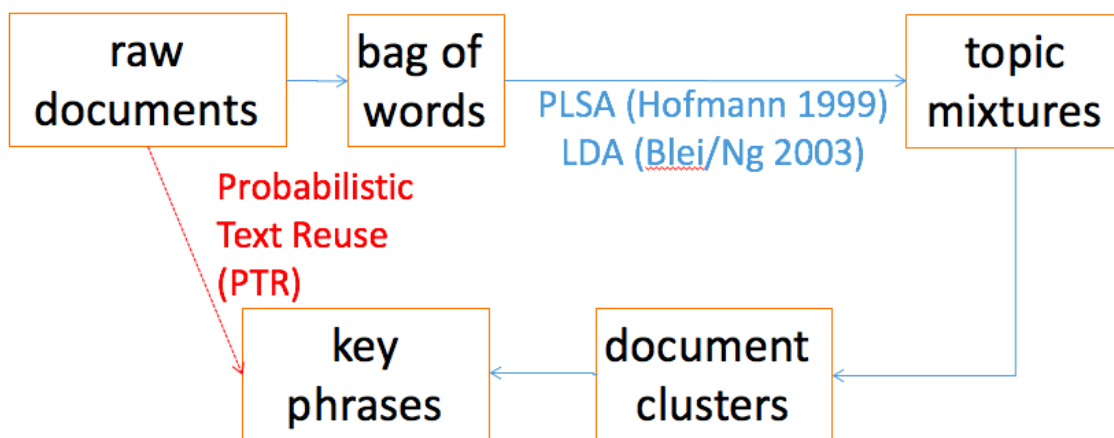 raw
documents
bag of
words
topic
mixtures
PLSA (Hofmann 1999)
LDA (Blei/Ng 2003)
Probabilistic
Text Reuse
(PTR)
key
phrases
document
clusters